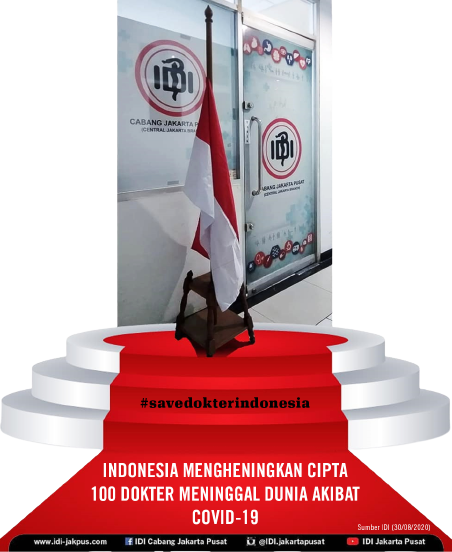 IDI
CABANG JAKARTA P
(CENTRAL JAKARTA BRAN
IDI
CABANG JAKARTA PUSAT
(CENTRAL JAKARTA BRANCH)
#savedokterindonesia
INDONESIA MENGHENINGKAN CIPTA
100 DOKTER MENINGGAL DUNIA AKIBAT
COVID-19
Sumber IDI (30/08/2020)
www.idi-jakpus.com IDI Cabang Jakarta Pusat @IDI.jakartapusat IDI Jakarta Pusat